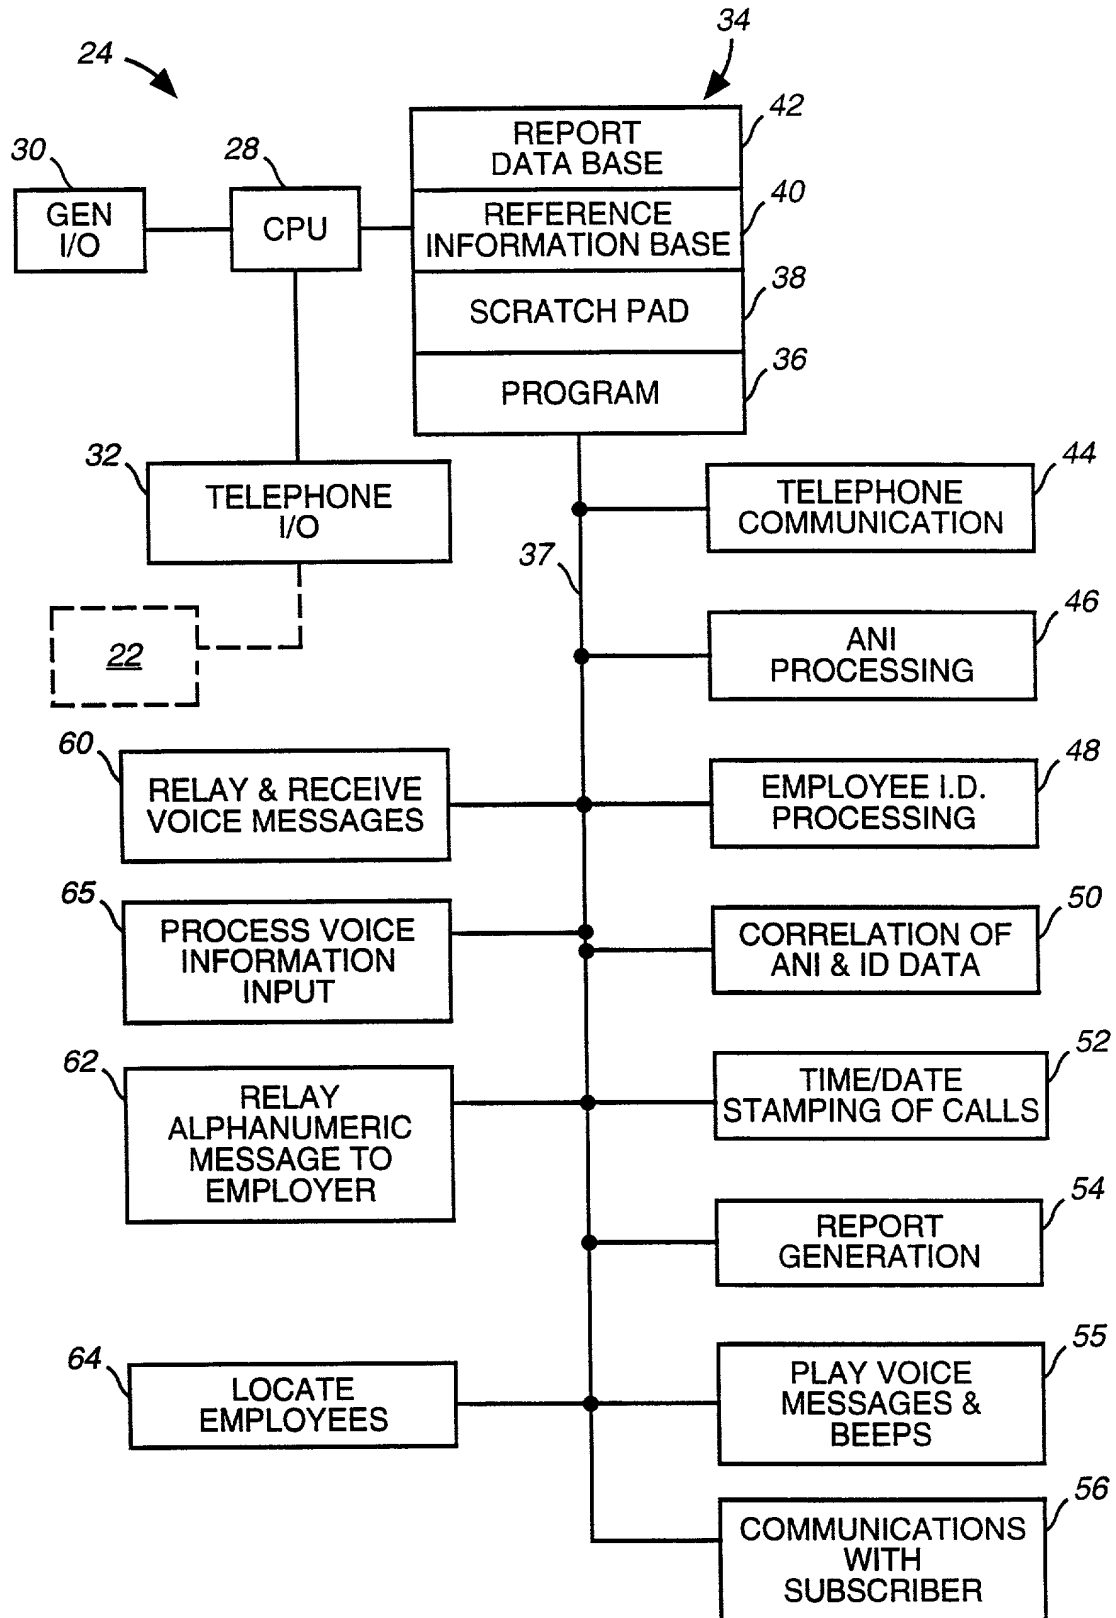 24
34
30
GEN
I/O
28
CPU
42
REPORT
DATA BASE
40
REFERENCE
INFORMATION BASE
38
SCRATCH PAD
36
PROGRAM
32
TELEPHONE
I/O
22
37
44
TELEPHONE
COMMUNICATION
46
ANI
PROCESSING
60
RELAY & RECEIVE
VOICE MESSAGES
48
EMPLOYEE I.D.
PROCESSING
65
PROCESS VOICE
INFORMATION
INPUT
50
CORRELATION OF
ANI & ID DATA
62
RELAY
ALPHANUMERIC
MESSAGE TO
EMPLOYER
52
TIME/DATE
STAMPING OF CALLS
54
REPORT
GENERATION
64
LOCATE
EMPLOYEES
55
PLAY VOICE
MESSAGES &
BEEPS
56
COMMUNICATIONS
WITH
SUBSCRIBER